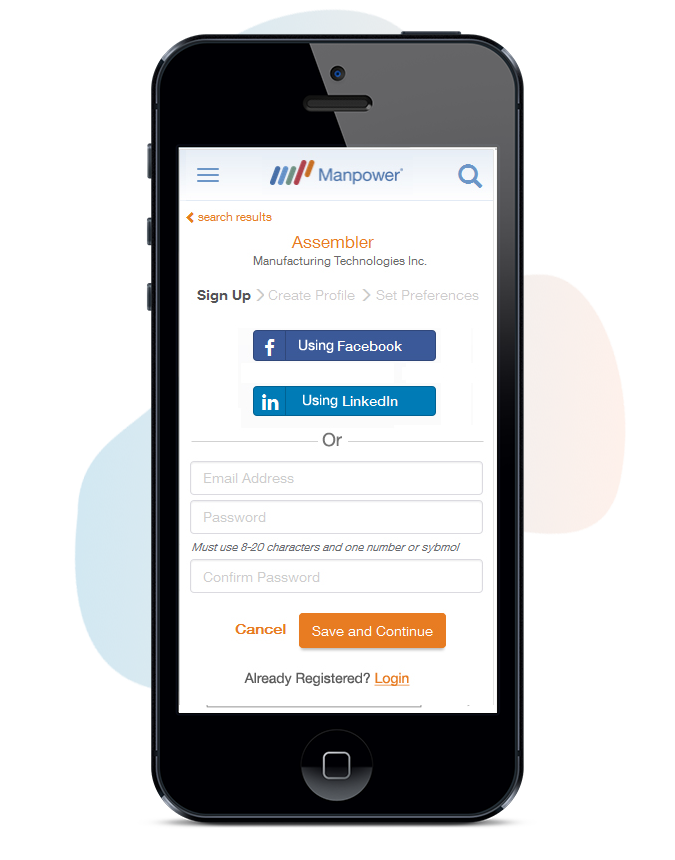 Manpower
search results
Assembler
Manufacturing Technologies Inc.
Sign Up Create Profile Set Preferences
f Using Facebook
in Using LinkedIn
Or
Email Address
Password
Must use 8-20 characters and one number or sybmol
Confirm Password
Cancel Save and Continue
Already Registered? Login